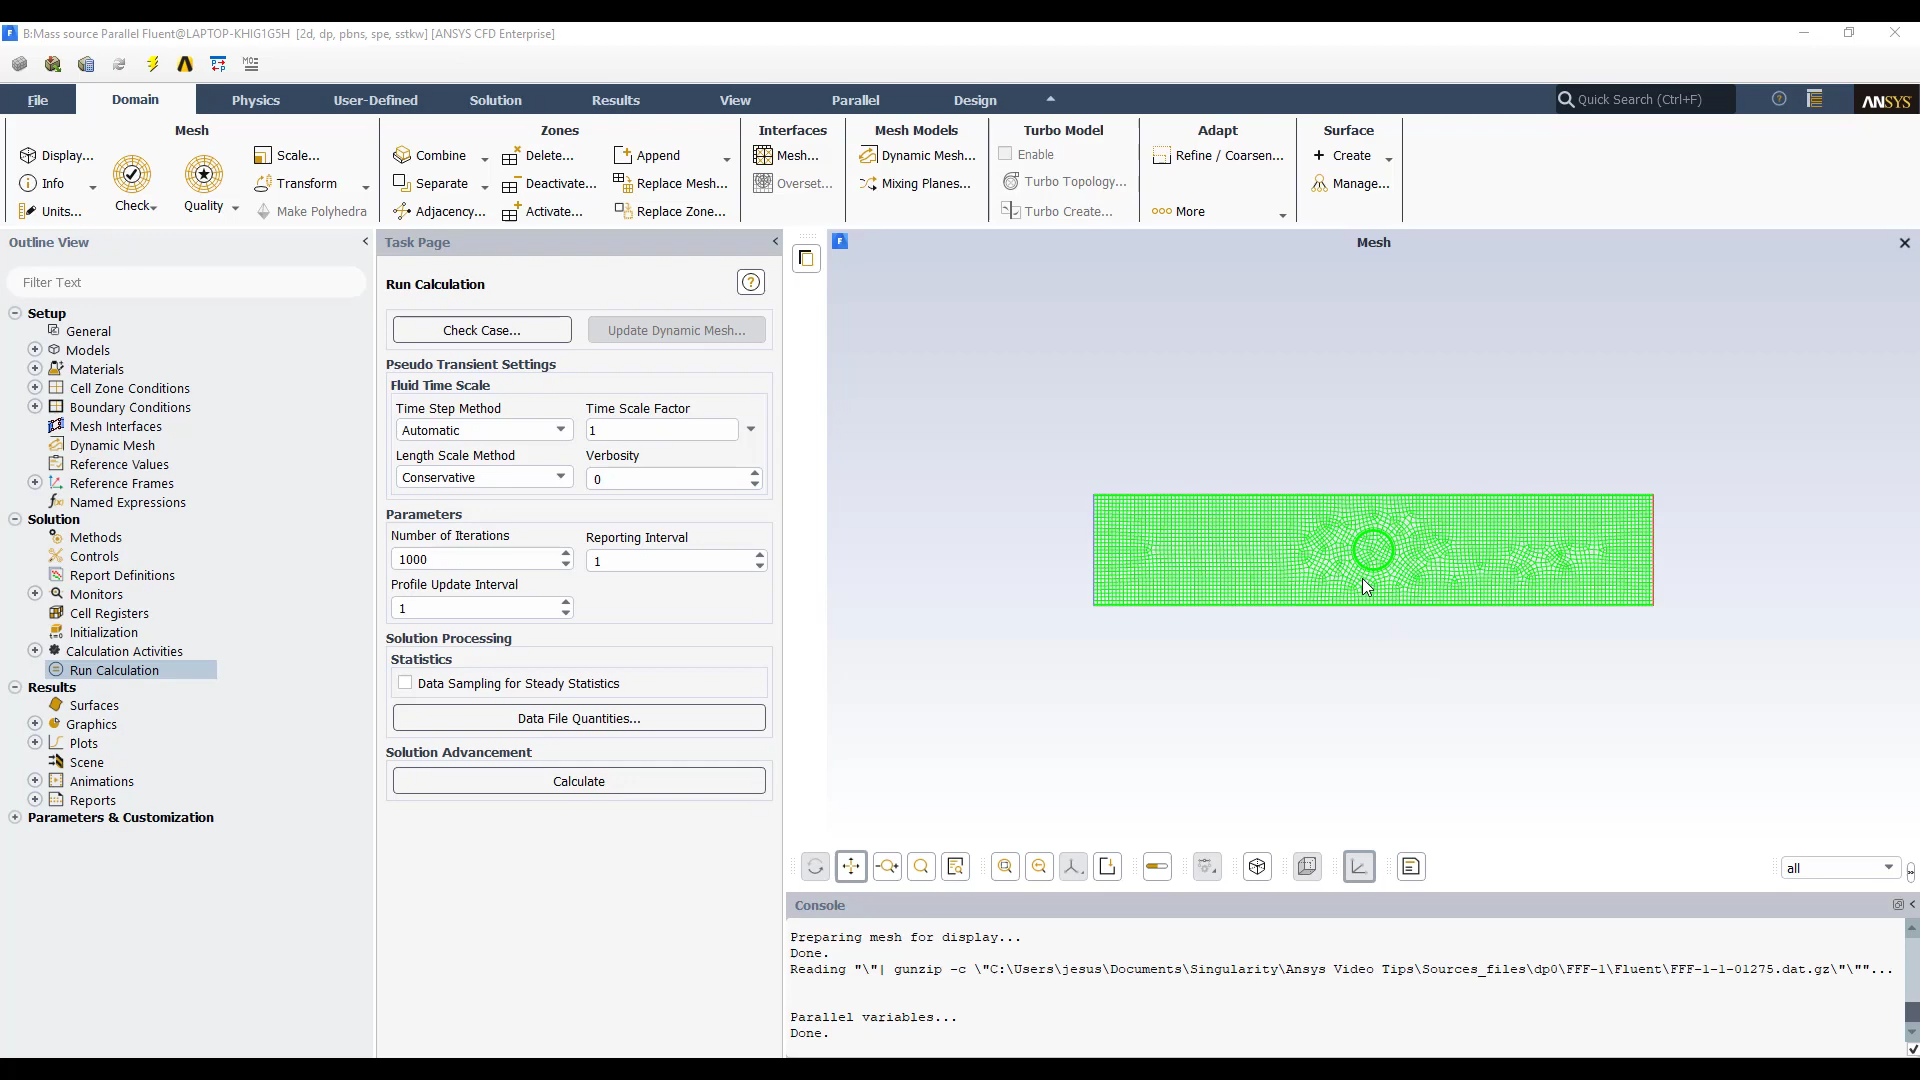 B:Mass source Parallel Fluent@LAPTOP-KHIG1G5H [2d, dp, pbns, spe, sstkw] [ANSYS CFD Enterprise]
File Domain Physics User-Defined Solution Results View Parallel Design Quick Search (Ctrl+F) ANSYS
Mesh
Display...
Info
Units...
Check
Quality
Scale...
Transform
Make Polyhedra
Zones
Combine
Separate
Adjacency...
Delete...
Deactivate...
Activate...
Append
Replace Mesh...
Replace Zone...
Interfaces
Mesh...
Overset...
Mesh Models
Dynamic Mesh...
Mixing Planes...
Turbo Model
Enable
Turbo Topology...
Turbo Create...
Adapt
Refine / Coarsen...
More
Surface
Create
Manage...
Outline View
Filter Text
Setup
General
Models
Materials
Cell Zone Conditions
Boundary Conditions
Mesh Interfaces
Dynamic Mesh
Reference Values
Reference Frames
Named Expressions
Solution
Methods
Controls
Report Definitions
Monitors
Cell Registers
Initialization
Calculation Activities
Run Calculation
Results
Surfaces
Graphics
Plots
Scene
Animations
Reports
Parameters & Customization
Task Page
Run Calculation
Check Case...
Update Dynamic Mesh...
Pseudo Transient Settings
Fluid Time Scale
Time Step Method
Automatic
Time Scale Factor
1
Length Scale Method
Conservative
Verbosity
0
Parameters
Number of Iterations
1000
Reporting Interval
1
Profile Update Interval
1
Solution Processing
Statistics
Data Sampling for Steady Statistics
Data File Quantities...
Solution Advancement
Calculate
Mesh
all
Console
Preparing mesh for display...
Done.
Reading "\"| gunzip -c \"C:\Users\jesus\Documents\Singularity\Ansys Video Tips\Sources_files\dp0\FFF-1\Fluent\FFF-1-1-01275.dat.gz\"\""...
Parallel variables...
Done.